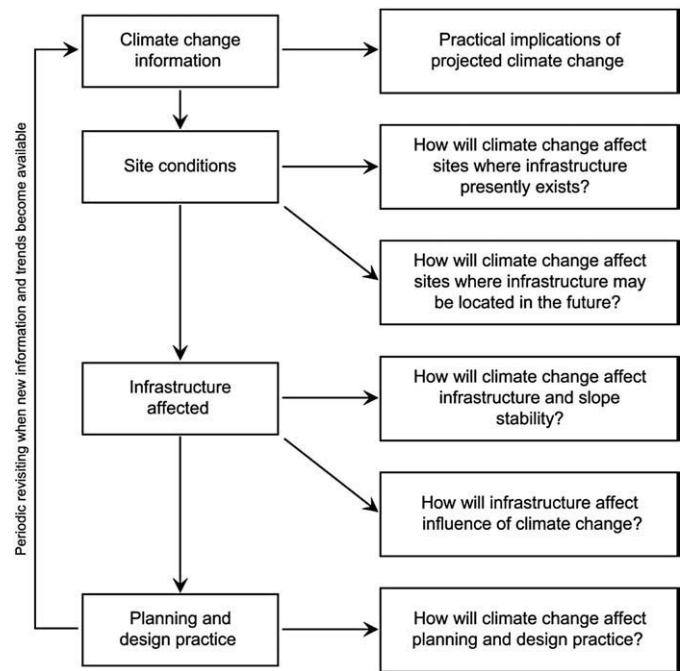 Climate change
information
Practical implications of
projected climate change
Site conditions
How will climate change affect
sites where infrastructure
presently exists?
How will climate change affect
sites where infrastructure may
be located in the future?
Infrastructure
affected
How will climate change affect
infrastructure and slope
stability?
How will infrastructure affect
influence of climate change?
Planning and
design practice
How will climate change affect
planning and design practice?
Periodic revisiting when new information and trends become available